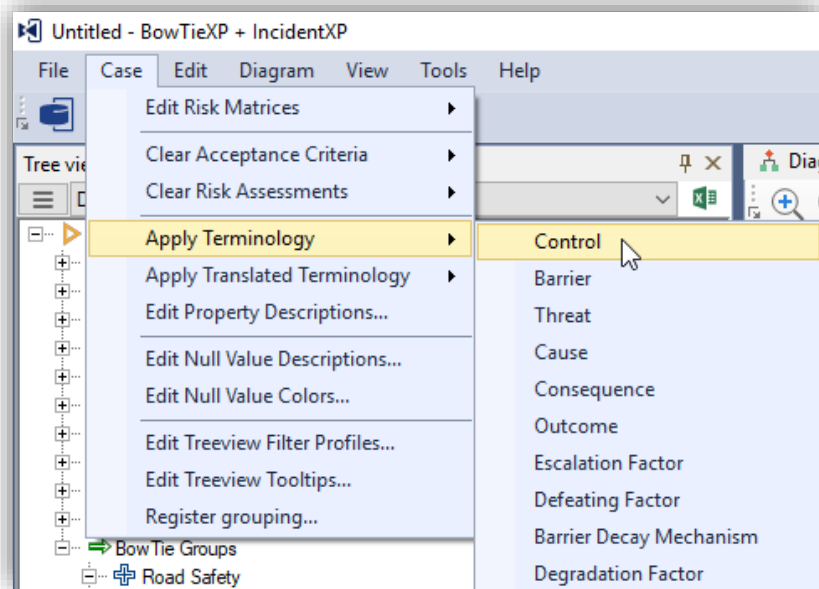 Untitled - BowTieXP + IncidentXP
File Case Edit Diagram View Tools Help
Edit Risk Matrices
Clear Acceptance Criteria
Clear Risk Assessments
Apply Terminology
Apply Translated Terminology
Edit Property Descriptions...
Edit Null Value Descriptions...
Edit Null Value Colors...
Edit Treeview Filter Profiles...
Edit Treeview Tooltips...
Register grouping...
Tree vie
Dia
Control
Barrier
Threat
Cause
Consequence
Outcome
Escalation Factor
Defeating Factor
Barrier Decay Mechanism
Degradation Factor
BowTie Groups
Road Safety